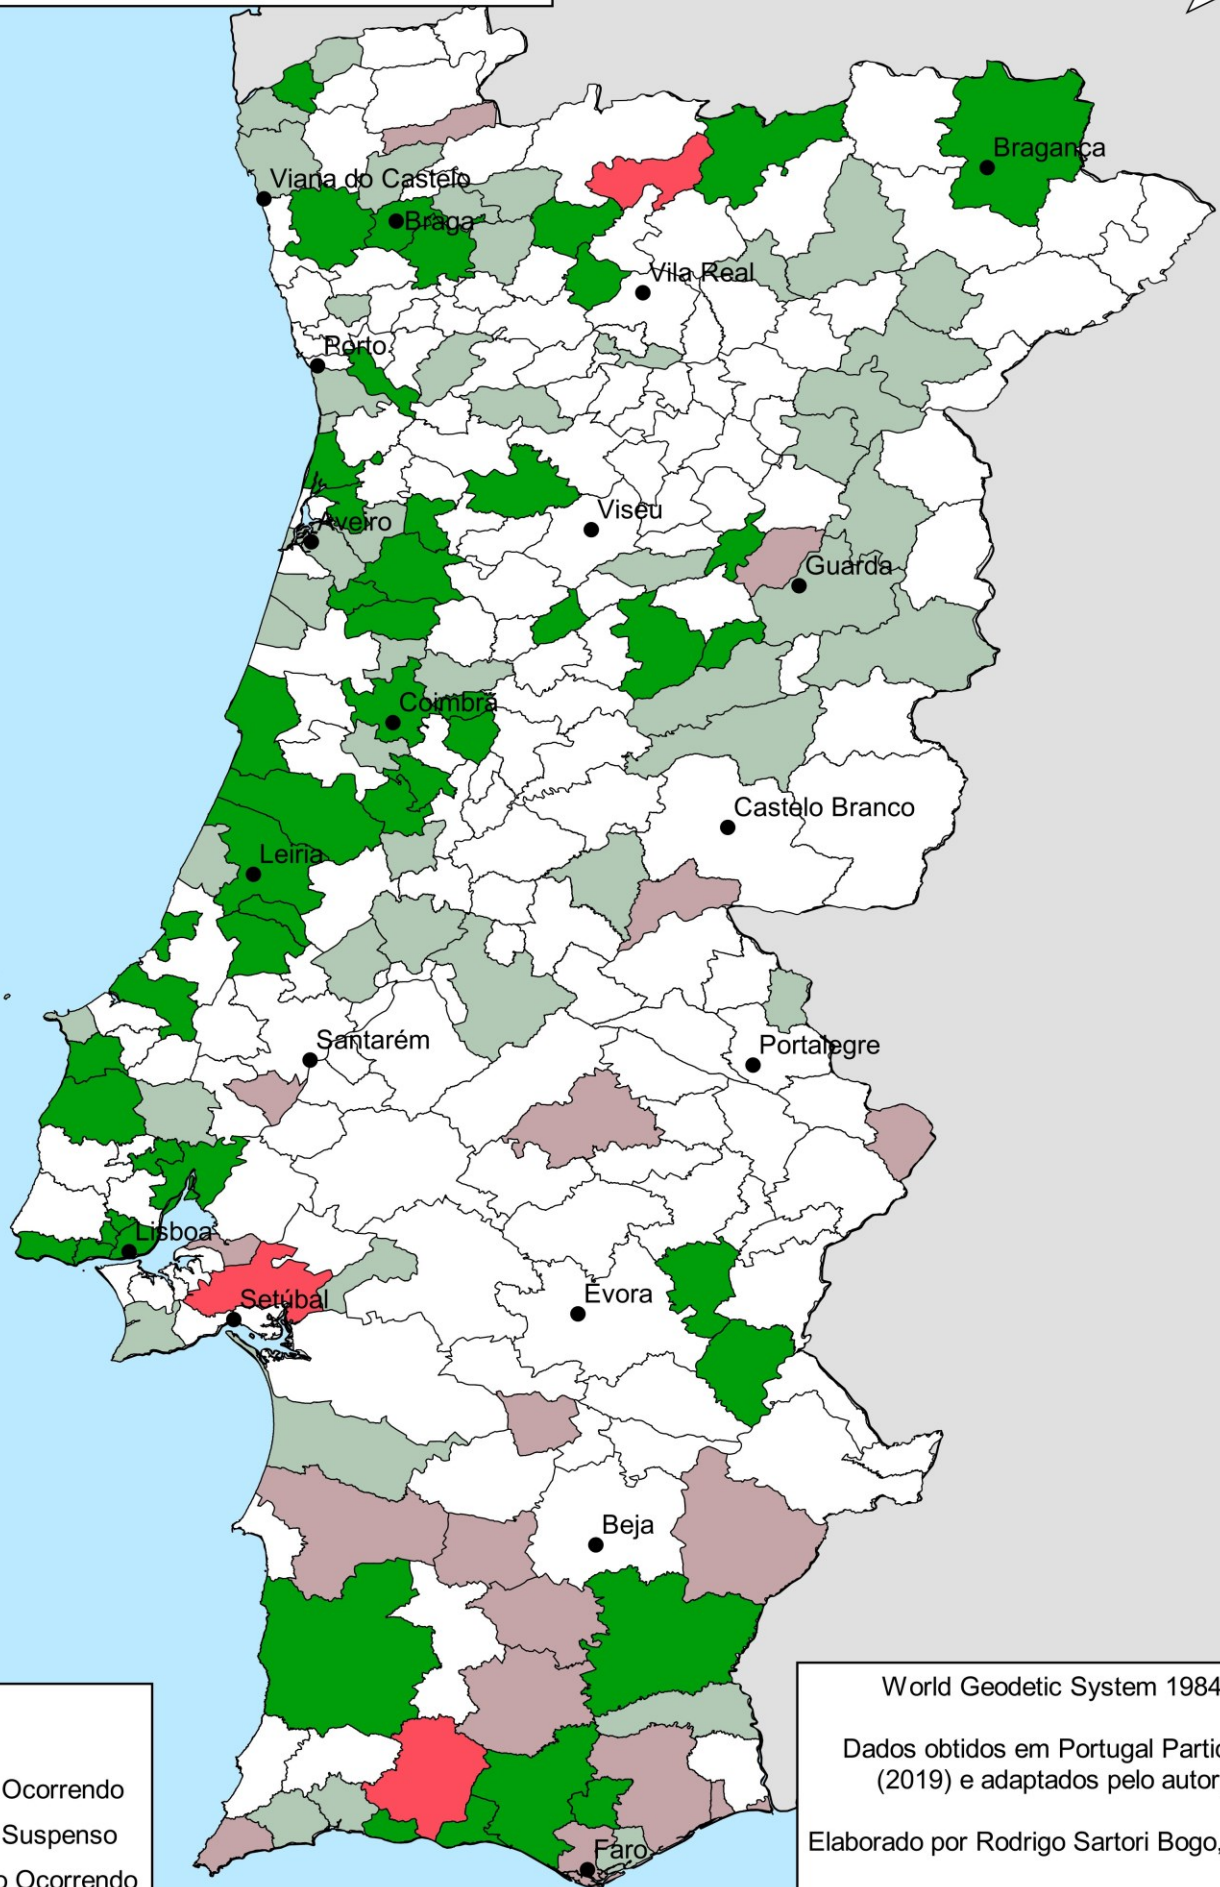 Bragança
Viana do Castelo
Braga
Vila Real
Porto
Viseu
Aveiro
Guarda
Coimbra
Castelo Branco
Leiria
Santarém
Portalegre
Lisboa
Setúbal
Évora
Beja
Faro
Ocorrendo
Suspenso
Ocorrendo
World Geodetic System 1984
Dados obtidos em Portugal
(2019) e adaptados pelo autor
Elaborado por Rodrigo Sartori Bogo,